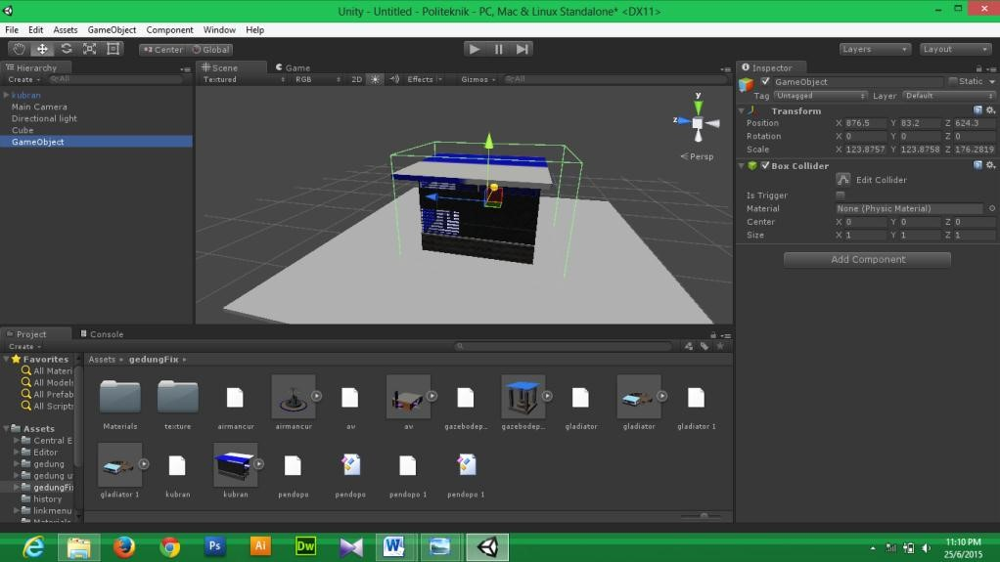 Unity - Untitled - Politeknik - PC, Mac & Linux Standalone* <DX11>
File Edit Assets GameObject Component Window Help
Center Global Layers Layout
Hierarchy
Create All
kubran
Main Camera
Directional light
Cube
GameObject
Scene Game
Textured RGB 2D Effects Gizmos All
y
z
Persp
Inspector
GameObject Static
Tag Untagged Layer Default
Transform
Position X 876.5 Y 83.2 Z 624.3
Rotation X 0 Y 0 Z 0
Scale X 123.8757 Y 123.8758 Z 176.2819
Box Collider
Edit Collider
Is Trigger
Material None (Physic Material)
Center X 0 Y 0 Z 0
Size X 1 Y 1 Z 1
Add Component
Project Console
Create
Favorites
All Materi
All Models
All Prefab
All Scripts
Assets
Central E
Editor
gedung
gedung u
gedungFix
history
linkmenu
Materials
Assets gedungFix
Materials texture airmancur airmancur av av gazebodep... gazebodep... gladiator gladiator gladiator 1
gladiator 1 kubran kubran pendopo pendopo pendopo 1 pendopo 1
Ps Ai Dw W
11:10 PM
25/6/2015